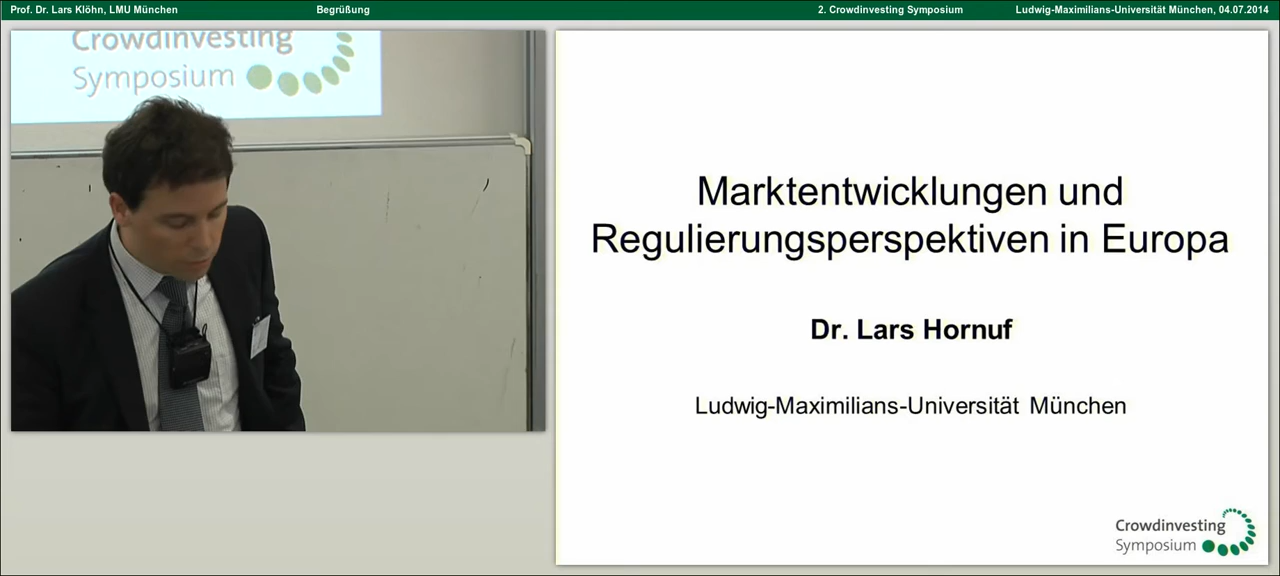 Prof. Dr. Lars Klöhn, LMU München Begrüßung 2. Crowdinvesting Symposium Ludwig-Maximilians-Universität München, 04.07.2014
Crowdinvesting
Symposium
Marktentwicklungen und
Regulierungsperspektiven in Europa
Dr. Lars Hornuf
Ludwig-Maximilians-Universität München
Crowdinvesting
Symposium